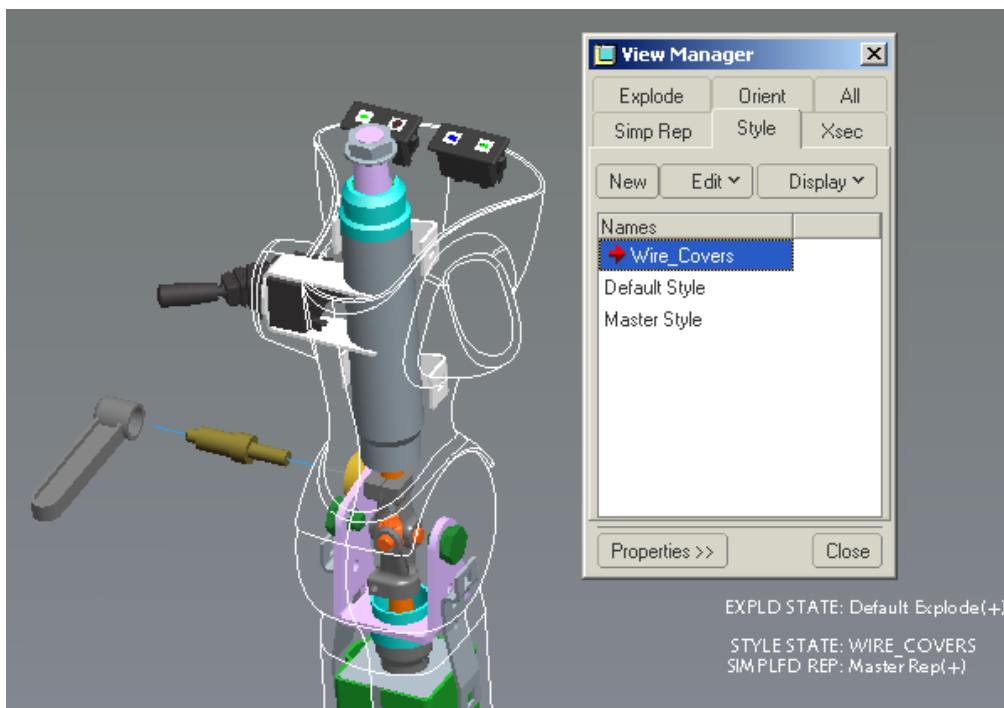 View Manager
Explode Orient All
Simp Rep Style Xsec
New Edit Display
Names
Wire_Covers
Default Style
Master Style
Properties >> Close
EXPLD STATE: Default Explode(+)
STYLE STATE: WIRE_COVERS
SIMPLFD REP: Master Rep(+)